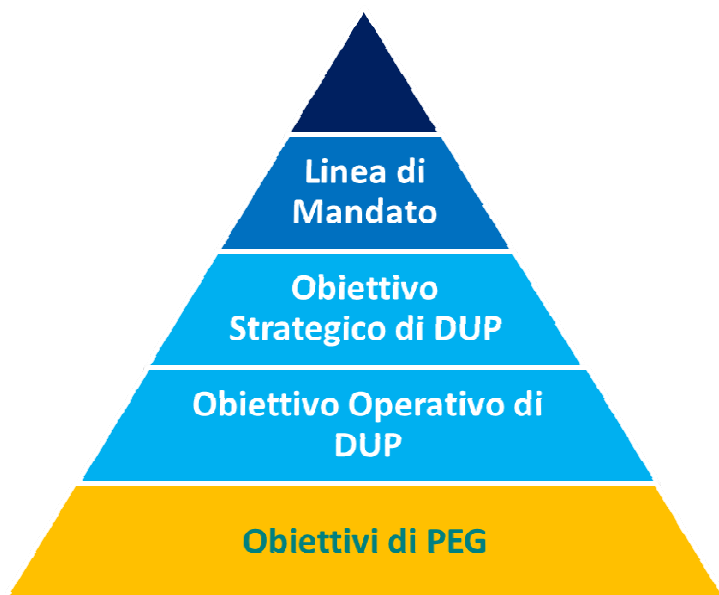 Linea di
Mandato
Obiettivo
Strategico di DUP
Obiettivo Operativo di
DUP
Obiettivi di PEG